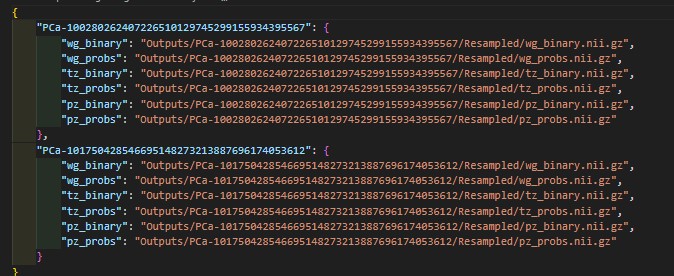 {
"PCa-100280262407226510129745299155934395567": {
"wg_binary": "Outputs/PCa-100280262407226510129745299155934395567/Resampled/wg_binary.nii.gz",
"wg_probs": "Outputs/PCa-100280262407226510129745299155934395567/Resampled/wg_probs.nii.gz",
"tz_binary": "Outputs/PCa-100280262407226510129745299155934395567/Resampled/tz_binary.nii.gz",
"tz_probs": "Outputs/PCa-100280262407226510129745299155934395567/Resampled/tz_probs.nii.gz",
"pz_binary": "Outputs/PCa-100280262407226510129745299155934395567/Resampled/pz_binary.nii.gz",
"pz_probs": "Outputs/PCa-100280262407226510129745299155934395567/Resampled/pz_probs.nii.gz"
},
"PCa-101750428546695148273213887696174053612": {
"wg_binary": "Outputs/PCa-101750428546695148273213887696174053612/Resampled/wg_binary.nii.gz",
"wg_probs": "Outputs/PCa-101750428546695148273213887696174053612/Resampled/wg_probs.nii.gz",
"tz_binary": "Outputs/PCa-101750428546695148273213887696174053612/Resampled/tz_binary.nii.gz",
"tz_probs": "Outputs/PCa-101750428546695148273213887696174053612/Resampled/tz_probs.nii.gz",
"pz_binary": "Outputs/PCa-101750428546695148273213887696174053612/Resampled/pz_binary.nii.gz",
"pz_probs": "Outputs/PCa-101750428546695148273213887696174053612/Resampled/pz_probs.nii.gz"
}
}